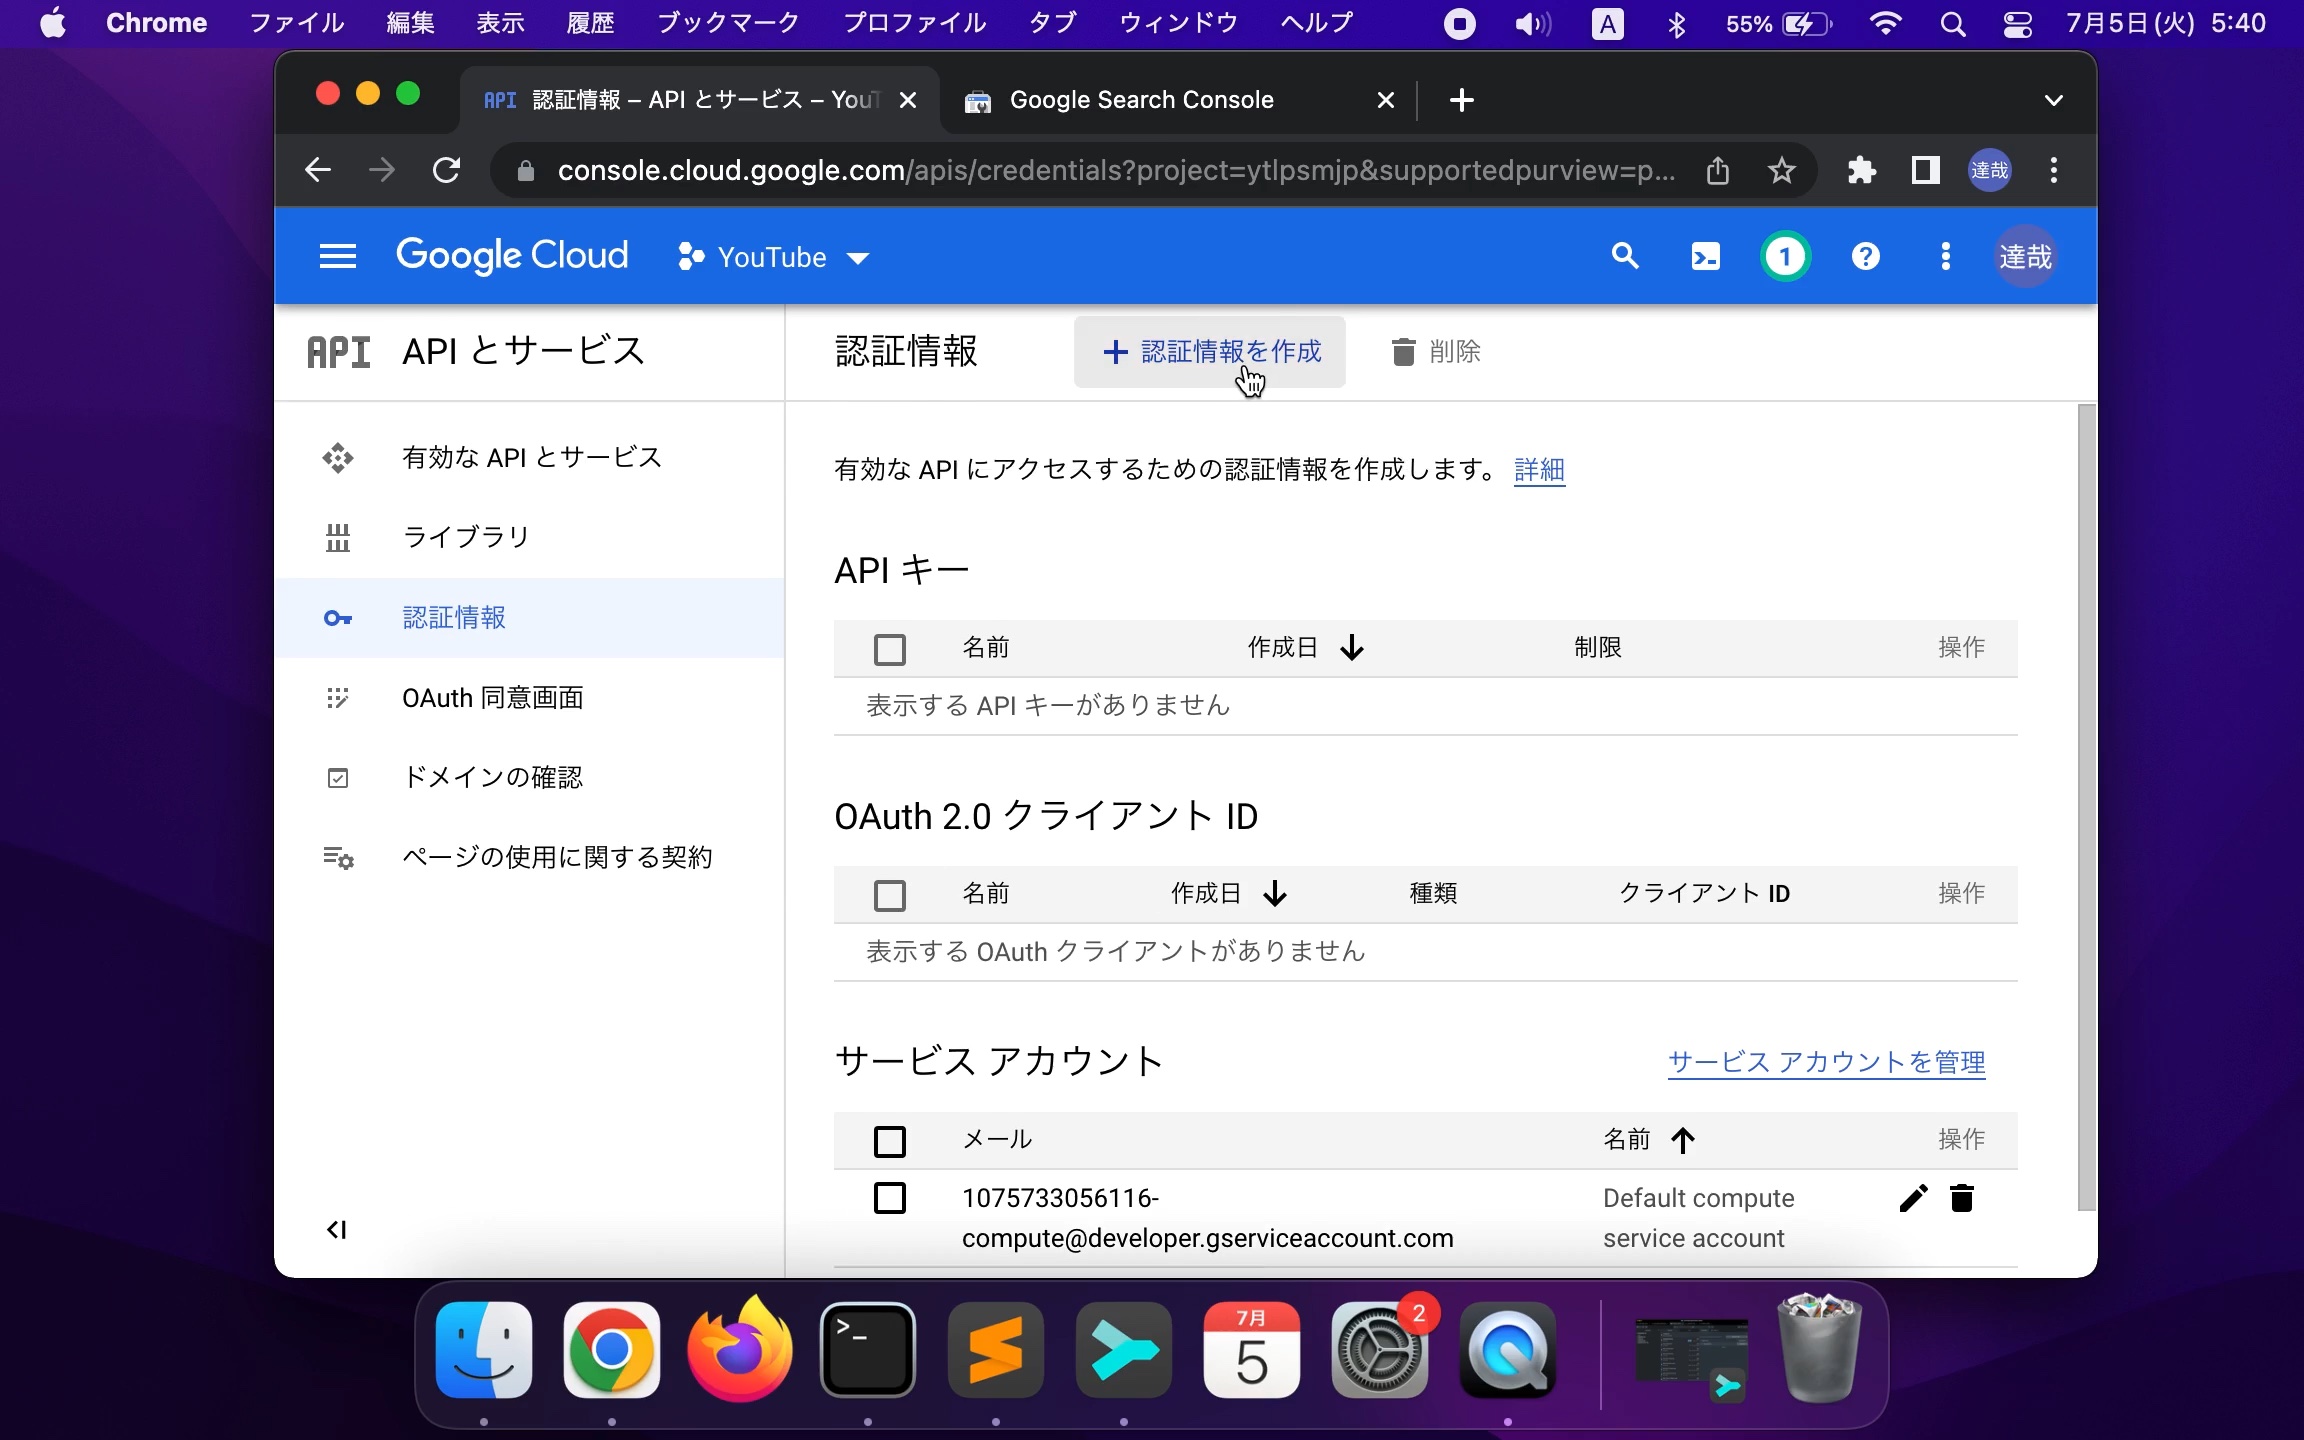 Chrome ファイル 編集 表示 履歴 ブックマーク プロファイル タブ ウィンドウ ヘルプ A 55% 7月5日(火) 5:40
API 認証情報 – API とサービス – YouT
Google Search Console
console.cloud.google.com/apis/credentials?project=ytlpsmjp&supportedpurview=p...
達哉
Google Cloud YouTube 1 ? 達哉
API API とサービス
認証情報 + 認証情報を作成 削除
有効な API とサービス
ライブラリ
認証情報
OAuth 同意画面
ドメインの確認
ページの使用に関する契約
有効な API にアクセスするための認証情報を作成します。 詳細
API キー
名前 作成日 制限 操作
表示する API キーがありません
OAuth 2.0 クライアント ID
名前 作成日 種類 クライアント ID 操作
表示する OAuth クライアントがありません
サービス アカウント サービス アカウントを管理
メール 名前 操作
1075733056116-
compute@developer.gserviceaccount.com
Default compute
service account
7月
5
2